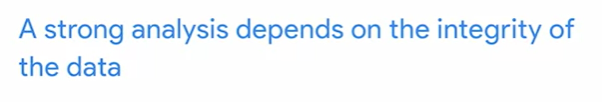 A strong analysis depends on the integrity of
the data